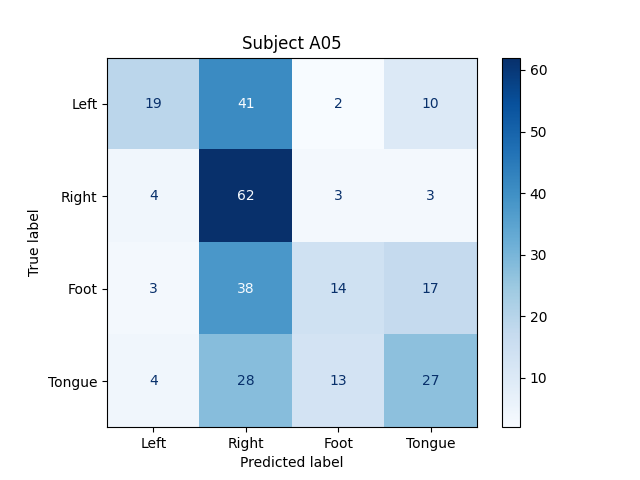 Subject A05
True label
Left 19 41 2 10
Right 4 62 3 3
Foot 3 38 14 17
Tongue 4 28 13 27
Left Right Foot Tongue
Predicted label
60
50
40
30
20
10